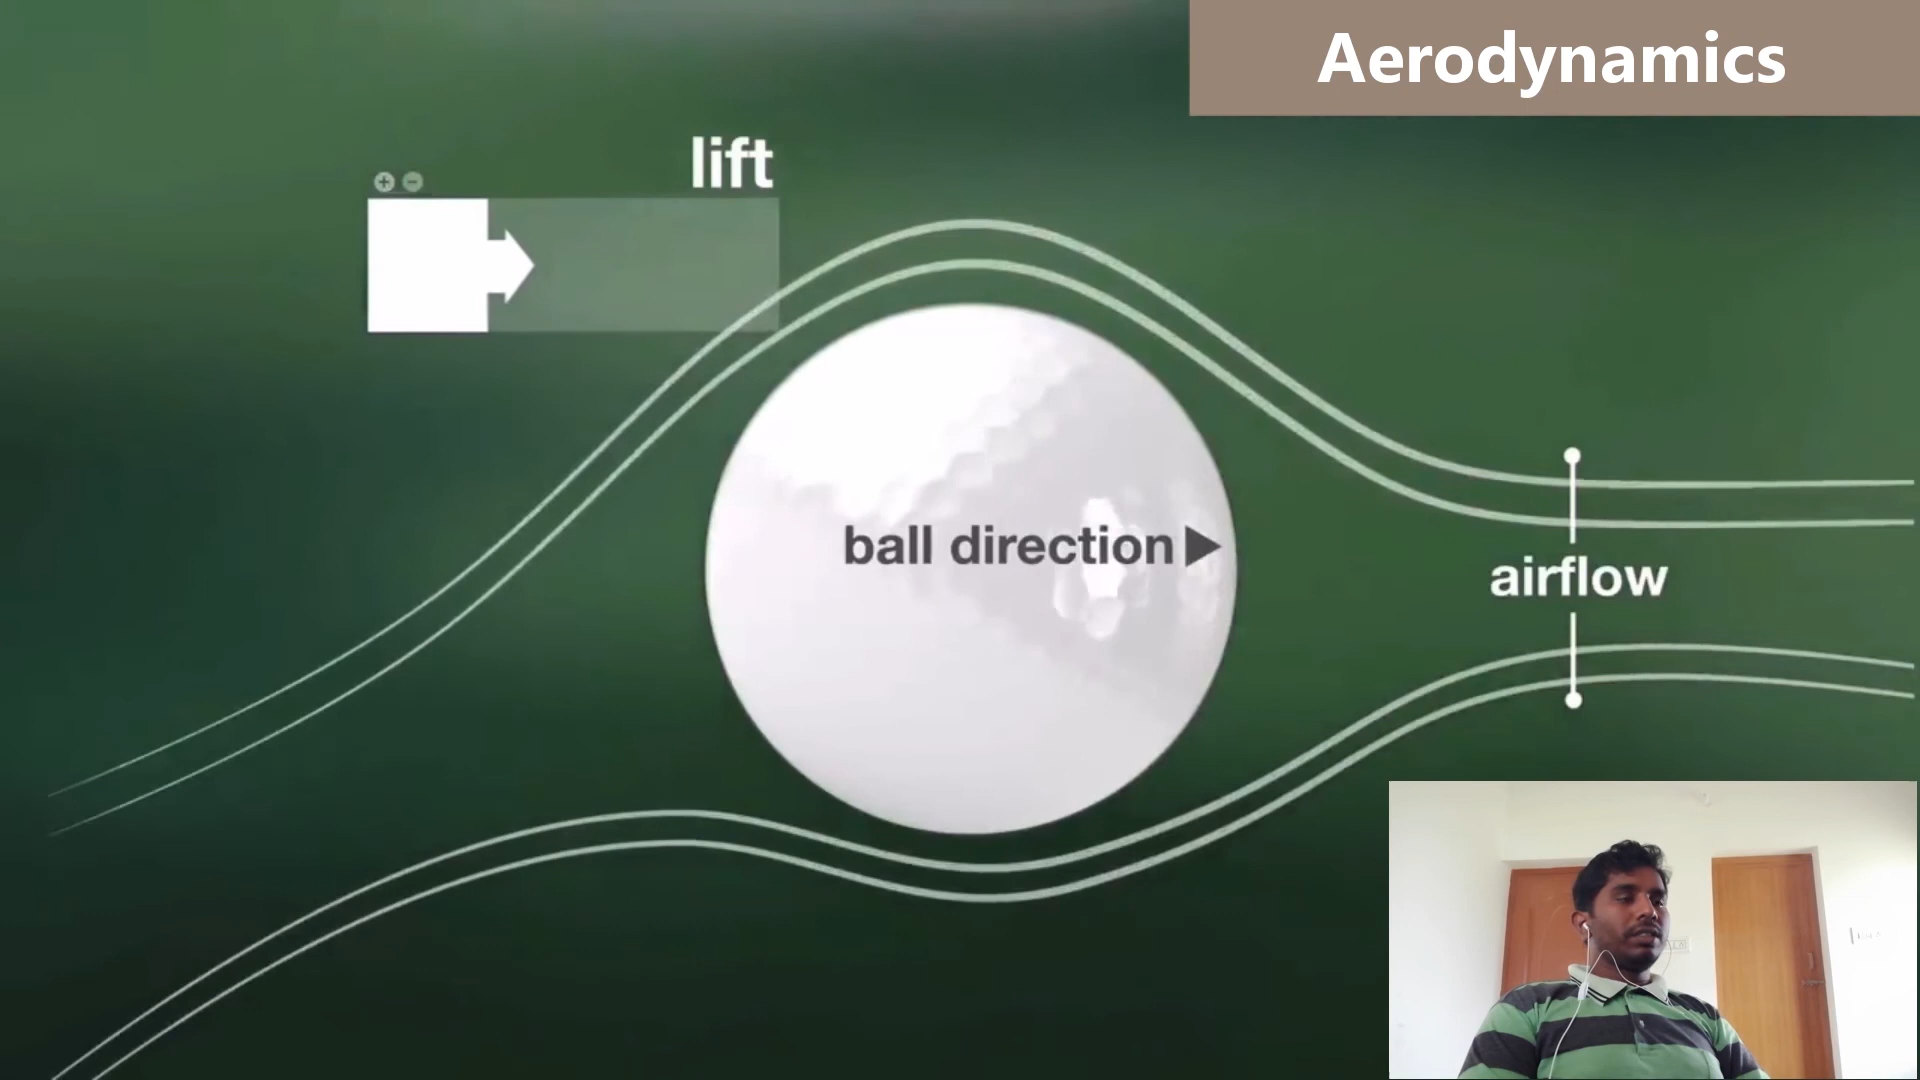 Aerodynamics
lift
ball direction
airflow